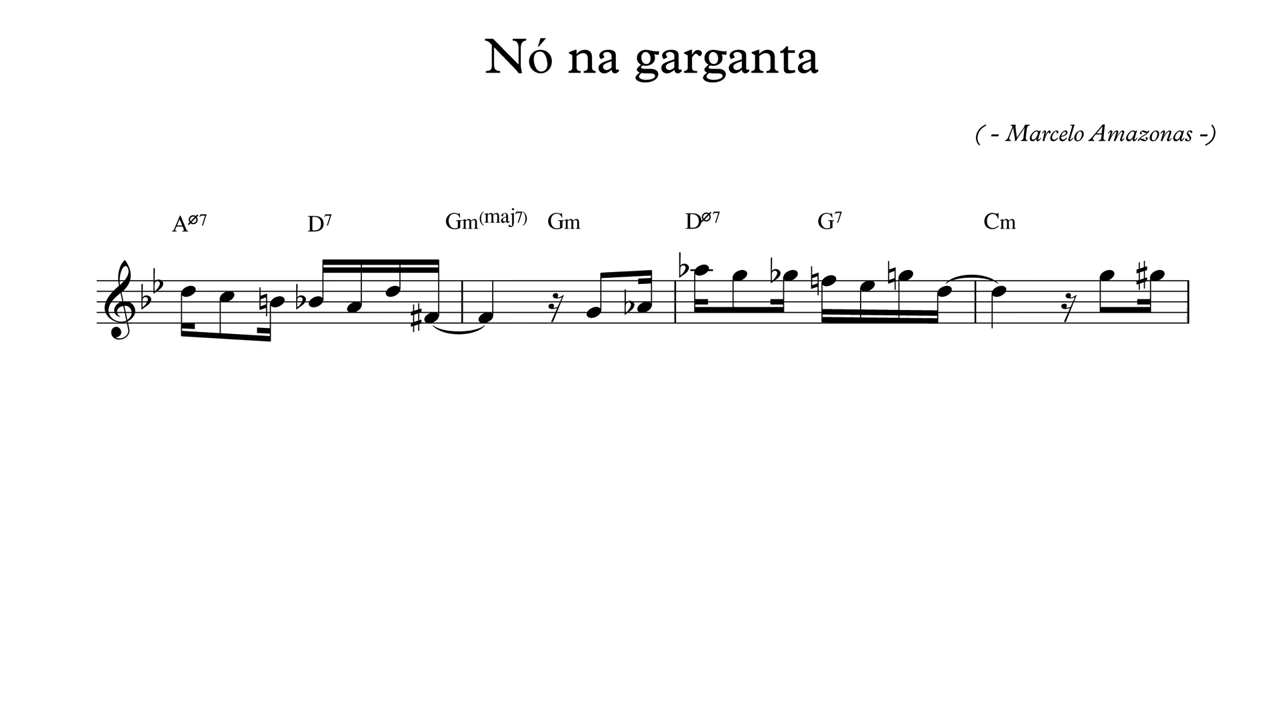 Nó na garganta
( - Marcelo Amazonas -)
Aø7 D7 Gm(maj7) Gm Dø7 G7 Cm